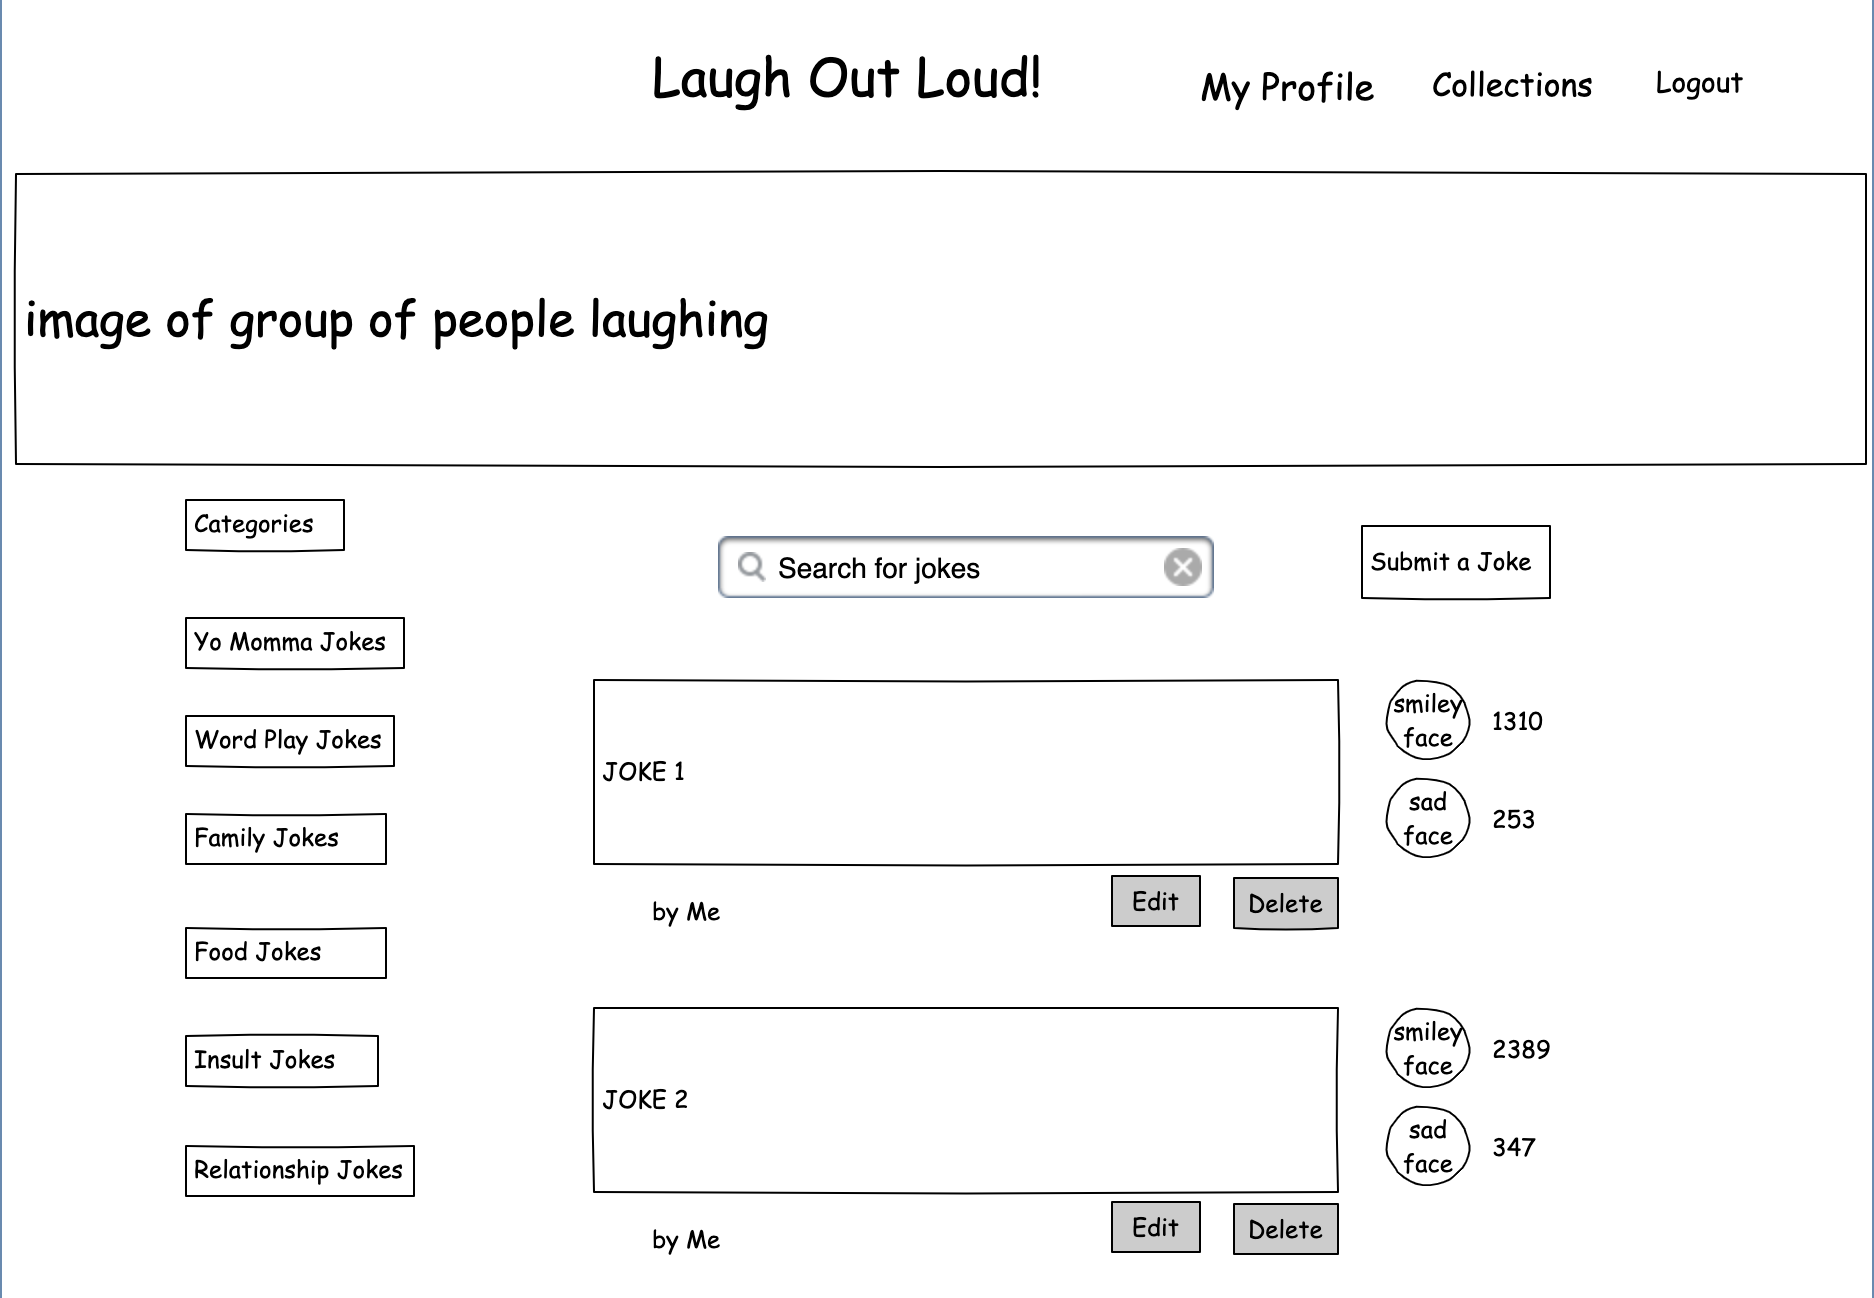 Laugh Out Loud!
My Profile
Collections
Logout
image of group of people laughing
Categories
Search for jokes
Submit a Joke
Yo Momma Jokes
Word Play Jokes
Family Jokes
Food Jokes
Insult Jokes
Relationship Jokes
JOKE 1
smiley
face
1310
sad
face
253
by Me
Edit
Delete
JOKE 2
smiley
face
2389
sad
face
347
by Me
Edit
Delete